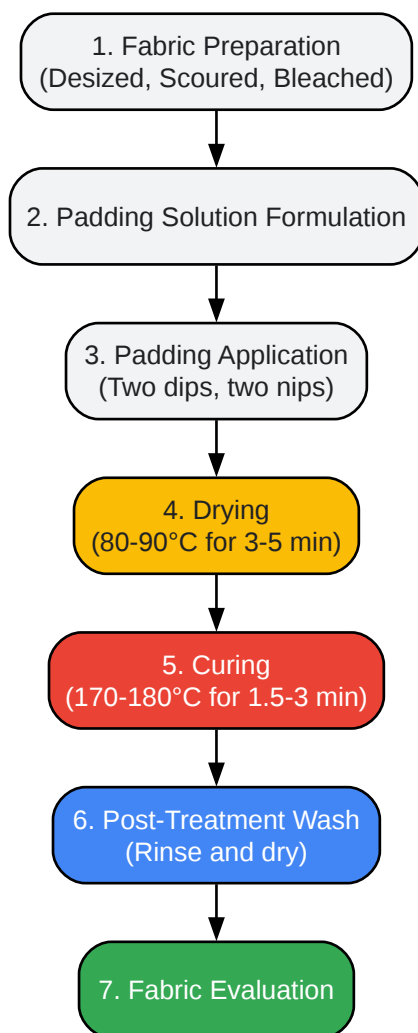 1. Fabric Preparation
(Desized, Scoured, Bleached)
2. Padding Solution Formulation
3. Padding Application
(Two dips, two nips)
4. Drying
(80-90°C for 3-5 min)
5. Curing
(170-180°C for 1.5-3 min)
6. Post-Treatment Wash
(Rinse and dry)
7. Fabric Evaluation